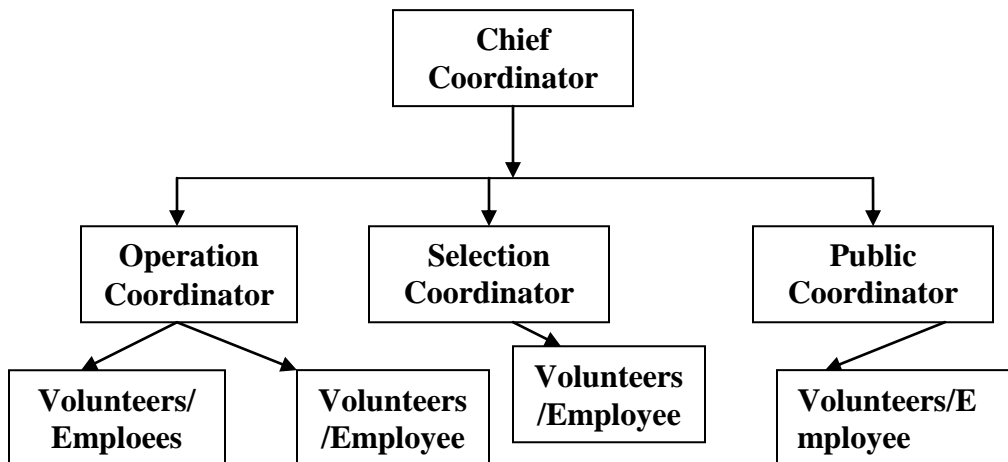 Chief
Coordinator
Operation
Coordinator
Selection
Coordinator
Public
Coordinator
Volunteers/
Emploees
Volunteers
/Employee
Volunteers
/Employee
Volunteers/E
mployee